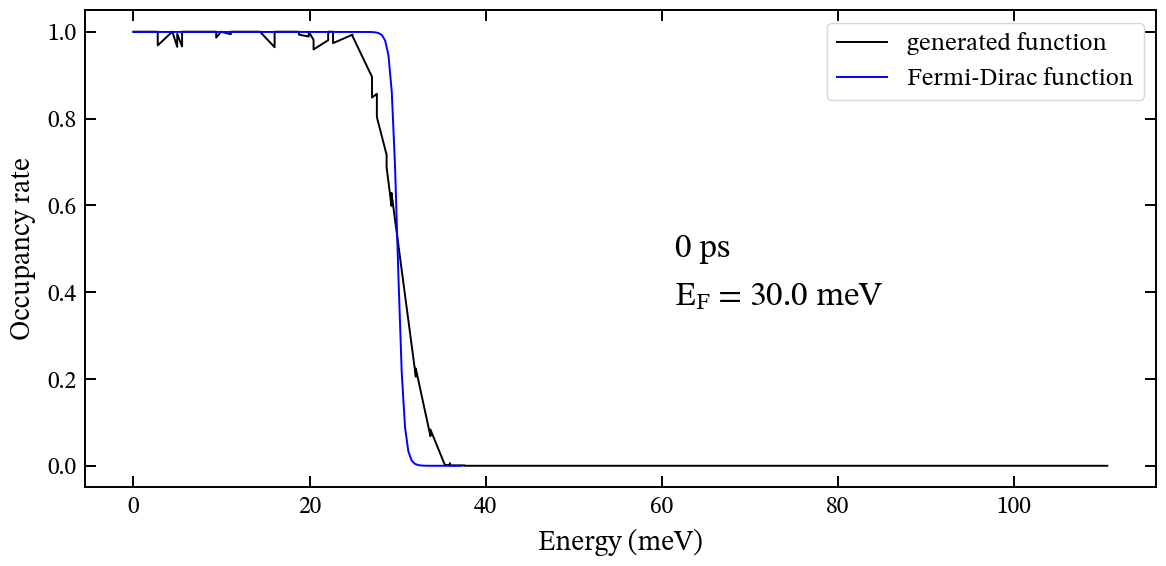 generated function
Fermi-Dirac function
1.0
0.8
0.6
0.4
0.2
0.0
Occupancy rate
0 ps
E_F = 30.0 meV
0 20 40 60 80 100
Energy (meV)